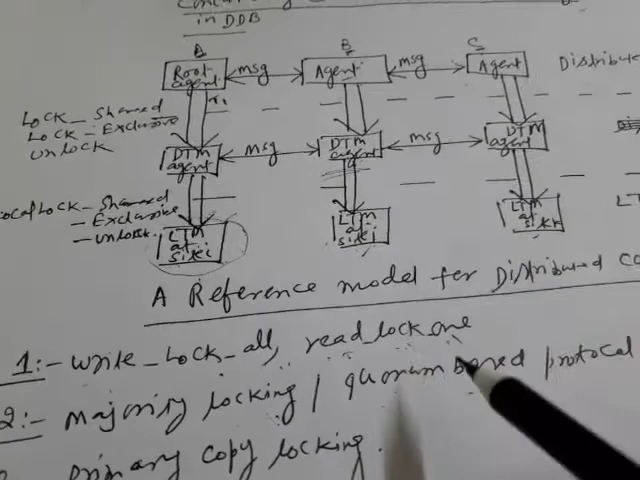 in DDB
A B C
Root agent msg Agent msg Agent
Distributed
Lock - Shared
Lock - Exclusive
Unlock
DTM agent msg DTM agent msg DTM agent
Local Lock - Shared
- Exclusive
- Unlock.
LTM at site i LTM at site j LTM at site k
A Reference model for Distributed Co
1:- write_lock_all, read_lock_one
2:- Majority locking / quorum based protocal
primary copy locking.